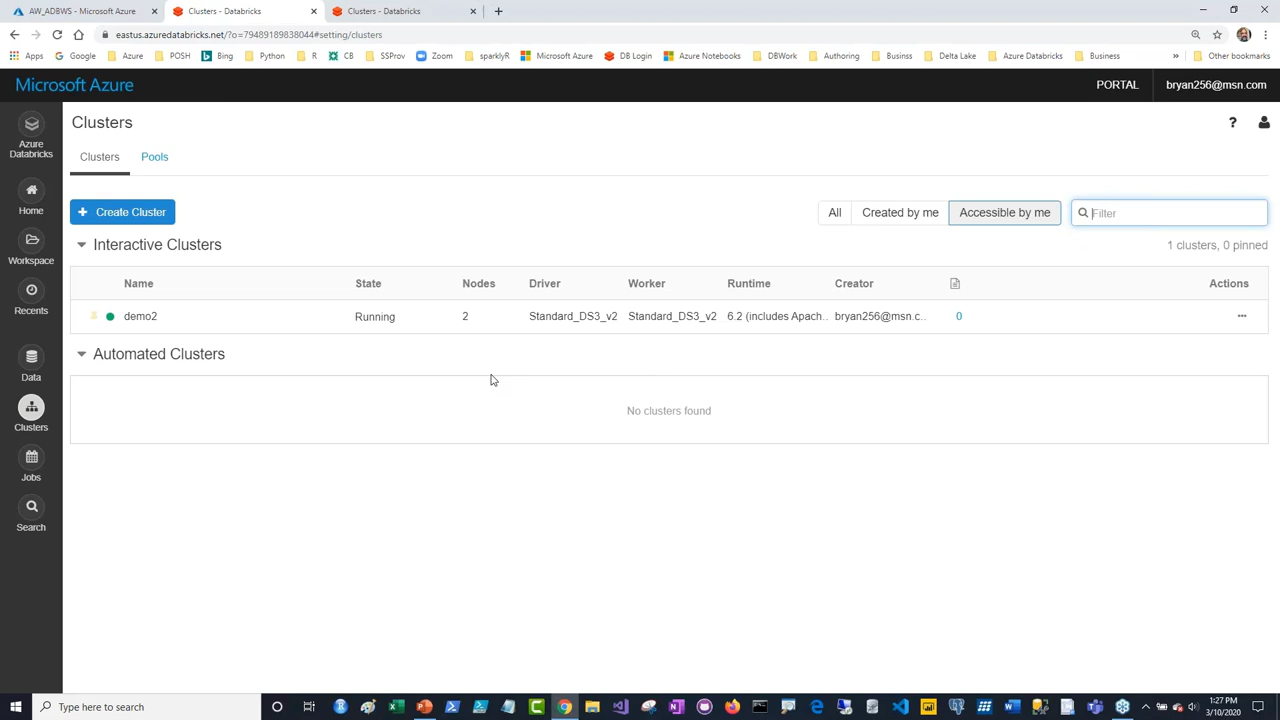 AW_ADBWS - Microsoft Azure
Clusters - Databricks
Clusters - Databricks
eastus.azuredatabricks.net/?o=79489189838044#setting/clusters
Apps Google Azure POSH Bing Python R CB SSProv Zoom sparklyR Microsoft Azure DB Login Azure Notebooks DBWork Authoring Businss Delta Lake Azure Databricks Business » Other bookmarks
Microsoft Azure
PORTAL
bryan256@msn.com
Azure
Databricks
Home
Workspace
Recents
Data
Clusters
Jobs
Search
Clusters
?
Clusters Pools
+ Create Cluster
All Created by me Accessible by me Filter
Interactive Clusters
1 clusters, 0 pinned
Name State Nodes Driver Worker Runtime Creator Actions
demo2 Running 2 Standard_DS3_v2 Standard_DS3_v2 6.2 (includes Apach.. bryan256@msn.c.. 0 •••
Automated Clusters
No clusters found
Type here to search
1:27 PM
3/10/2020